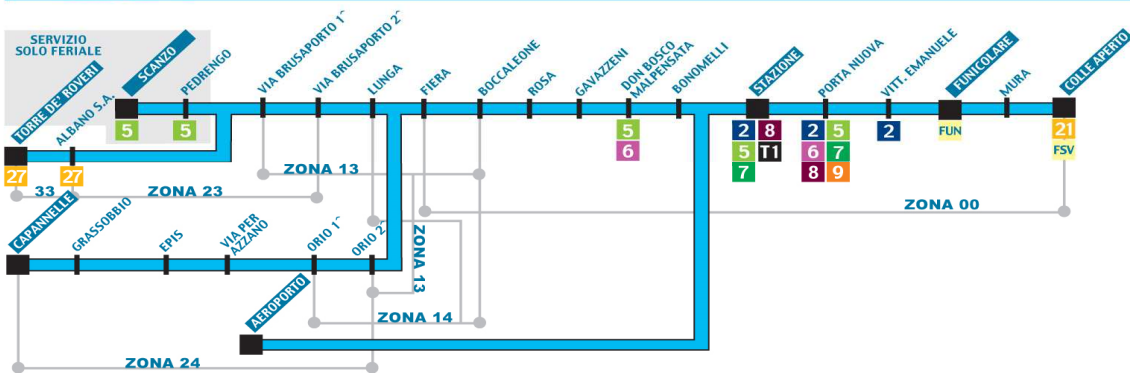 SERVIZIO
SOLO FERIALE
TORRE DE' ROVERI
ALBANO S.A.
SCANZO
PEDRENGO
VIA BRUSAPORTO 1^
VIA BRUSAPORTO 2^
LUNGA
FIERA
BOCCALEONE
ROSA
GAVAZZENI
DON BOSCO
MALPENSATA
BONOMELLI
STAZIONE
PORTA NUOVA
VITT. EMANUELE
FUNICOLARE
MURA
COLLE APERTO
5
5
5
6
2 8
5 T1
7
2 5
6 7
8 9
2
FUN
21
FSV
27
27
33
ZONA 23
ZONA 13
ZONA 00
CAPANNELLE
GRASSOBBIO
EPIS
VIA PER
AZZANO
ORIO 1^
ORIO 2^
ZONA 13
AEROPORTO
ZONA 14
ZONA 24